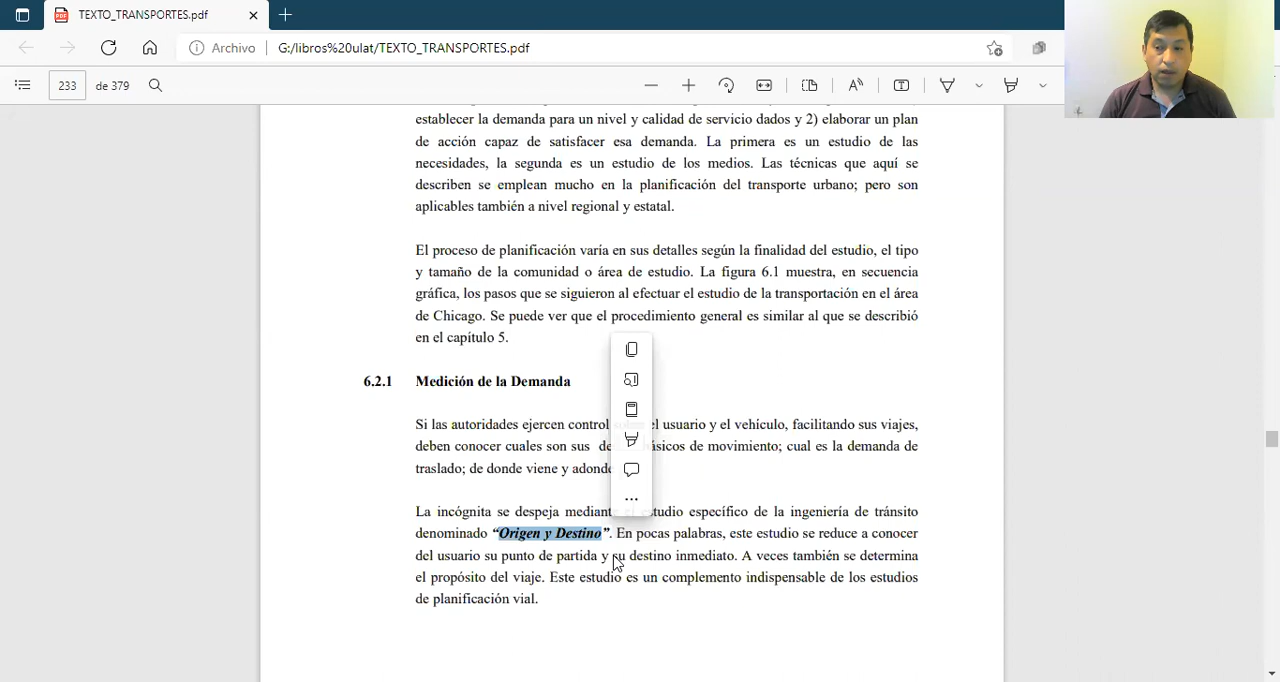 TEXTO_TRANSPORTES.pdf
Archivo G:/libros%20ulat/TEXTO_TRANSPORTES.pdf
233 de 379
establecer la demanda para un nivel y calidad de servicio dados y 2) elaborar un plan
de acción capaz de satisfacer esa demanda. La primera es un estudio de las
necesidades, la segunda es un estudio de los medios. Las técnicas que aquí se
describen se emplean mucho en la planificación del transporte urbano; pero son
aplicables también a nivel regional y estatal.
El proceso de planificación varía en sus detalles según la finalidad del estudio, el tipo
y tamaño de la comunidad o área de estudio. La figura 6.1 muestra, en secuencia
gráfica, los pasos que se siguieron al efectuar el estudio de la transportación en el área
de Chicago. Se puede ver que el procedimiento general es similar al que se describió
en el capítulo 5.
6.2.1 Medición de la Demanda
Si las autoridades ejercen control el usuario y el vehículo, facilitando sus viajes,
deben conocer cuales son sus de movimiento; cual es la demanda de
traslado; de donde viene y
La incógnita se despeja estudio específico de la ingeniería de tránsito
denominado “Origen y Destino”. En pocas palabras, este estudio se reduce a conocer
del usuario su punto de partida y su destino inmediato. A veces también se determina
el propósito del viaje. Este estudio es un complemento indispensable de los estudios
de planificación vial.